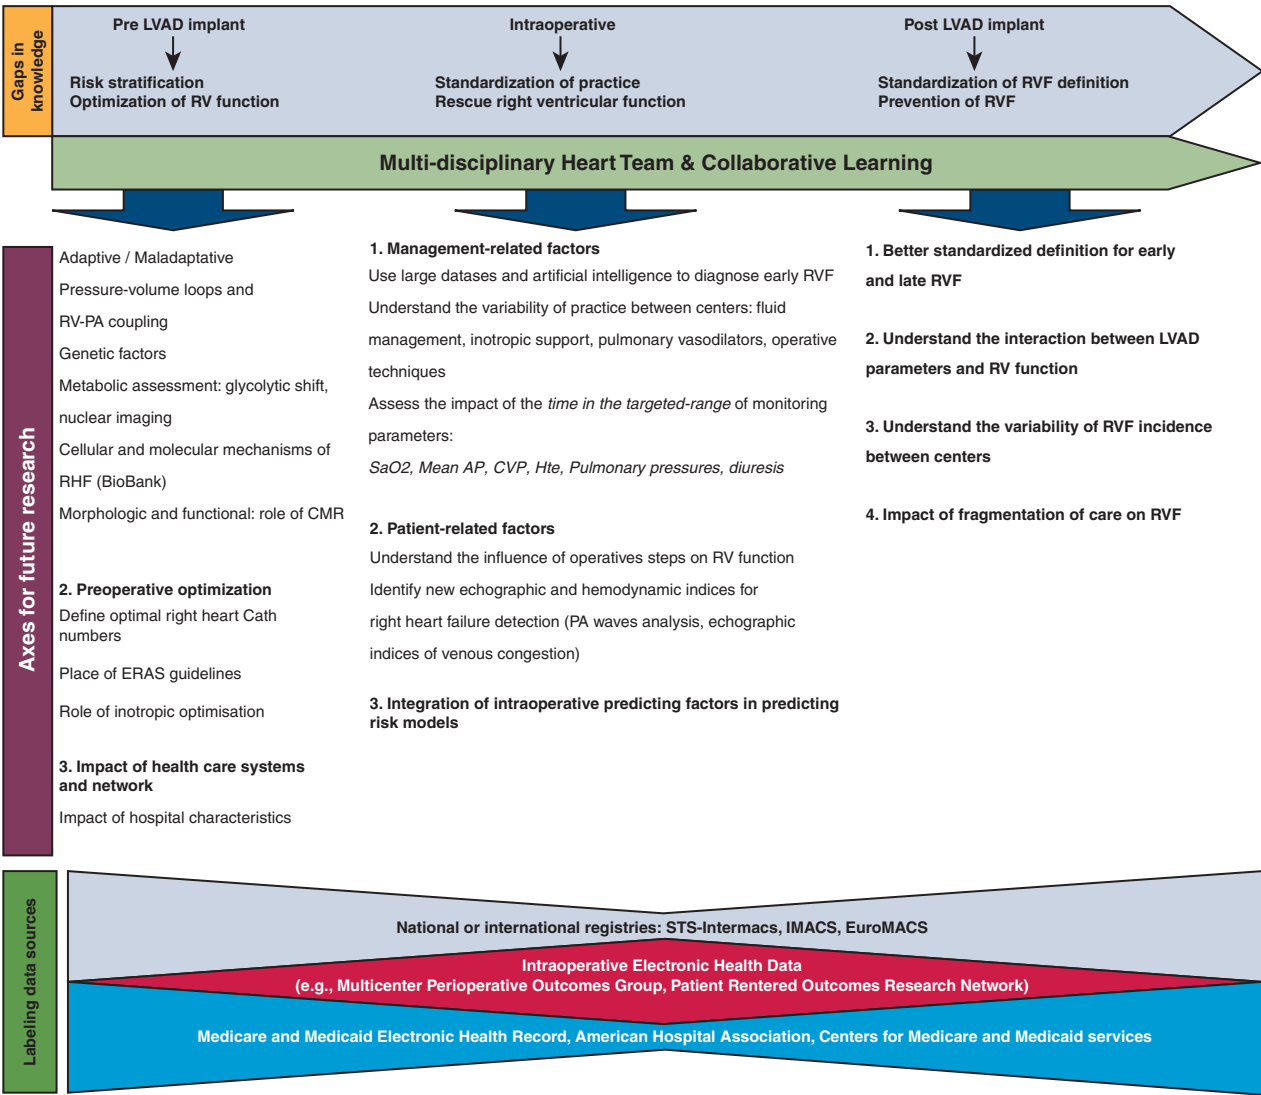 Gaps in
knowledge
Pre LVAD implant
Risk stratification
Optimization of RV function
Intraoperative
Standardization of practice
Rescue right ventricular function
Post LVAD implant
Standardization of RVF definition
Prevention of RVF
Multi-disciplinary Heart Team & Collaborative Learning
Axes for future research
Adaptive / Maladaptative
Pressure-volume loops and
RV-PA coupling
Genetic factors
Metabolic assessment: glycolytic shift,
nuclear imaging
Cellular and molecular mechanisms of
RHF (BioBank)
Morphologic and functional: role of CMR
2. Preoperative optimization
Define optimal right heart Cath
numbers
Place of ERAS guidelines
Role of inotropic optimisation
3. Impact of health care systems
and network
Impact of hospital characteristics
1. Management-related factors
Use large datases and artificial intelligence to diagnose early RVF
Understand the variability of practice between centers: fluid
management, inotropic support, pulmonary vasodilators, operative
techniques
Assess the impact of the time in the targeted-range of monitoring
parameters:
SaO2, Mean AP, CVP, Hte, Pulmonary pressures, diuresis
2. Patient-related factors
Understand the influence of operatives steps on RV function
Identify new echographic and hemodynamic indices for
right heart failure detection (PA waves analysis, echographic
indices of venous congestion)
3. Integration of intraoperative predicting factors in predicting
risk models
1. Better standardized definition for early
and late RVF
2. Understand the interaction between LVAD
parameters and RV function
3. Understand the variability of RVF incidence
between centers
4. Impact of fragmentation of care on RVF
Labeling data sources
National or international registries: STS-Intermacs, IMACS, EuroMACS
Intraoperative Electronic Health Data
(e.g., Multicenter Perioperative Outcomes Group, Patient Rentered Outcomes Research Network)
Medicare and Medicaid Electronic Health Record, American Hospital Association, Centers for Medicare and Medicaid services